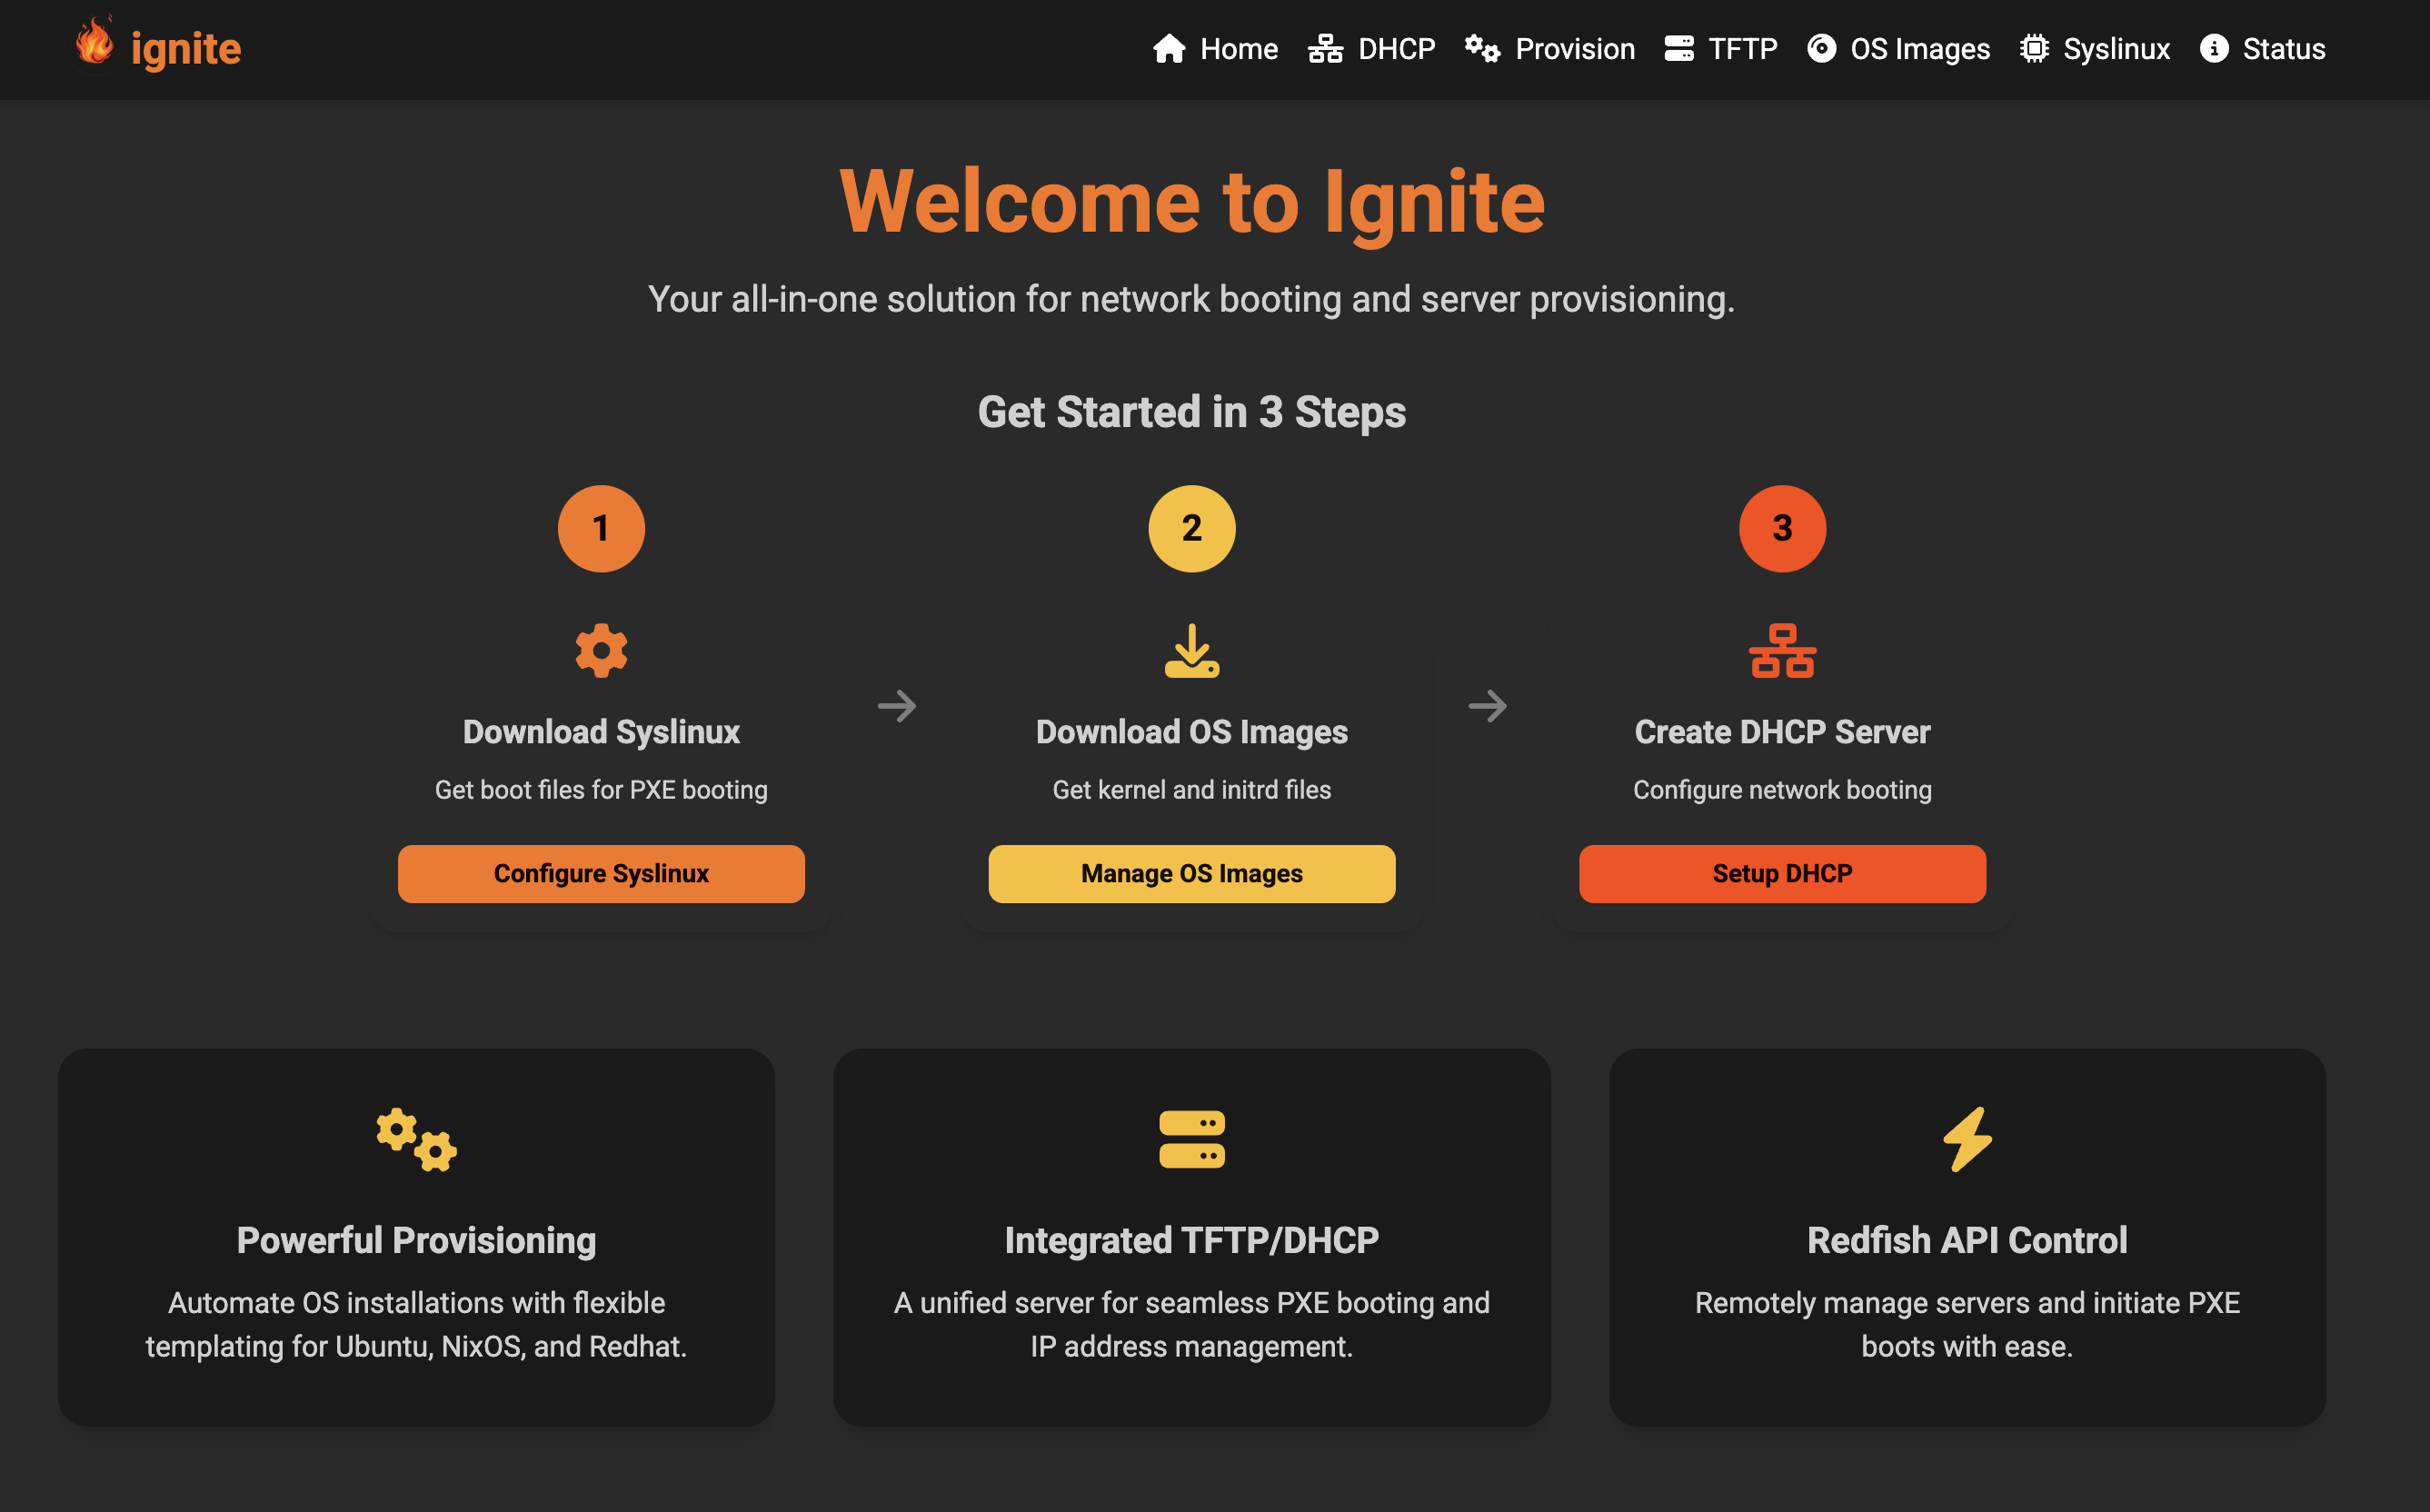 ignite
Home
DHCP
Provision
TFTP
OS Images
Syslinux
Status
Welcome to Ignite
Your all-in-one solution for network booting and server provisioning.
Get Started in 3 Steps
1
2
3
Download Syslinux
Get boot files for PXE booting
Configure Syslinux
Download OS Images
Get kernel and initrd files
Manage OS Images
Create DHCP Server
Configure network booting
Setup DHCP
Powerful Provisioning
Automate OS installations with flexible
templating for Ubuntu, NixOS, and Redhat.
Integrated TFTP/DHCP
A unified server for seamless PXE booting and
IP address management.
Redfish API Control
Remotely manage servers and initiate PXE
boots with ease.